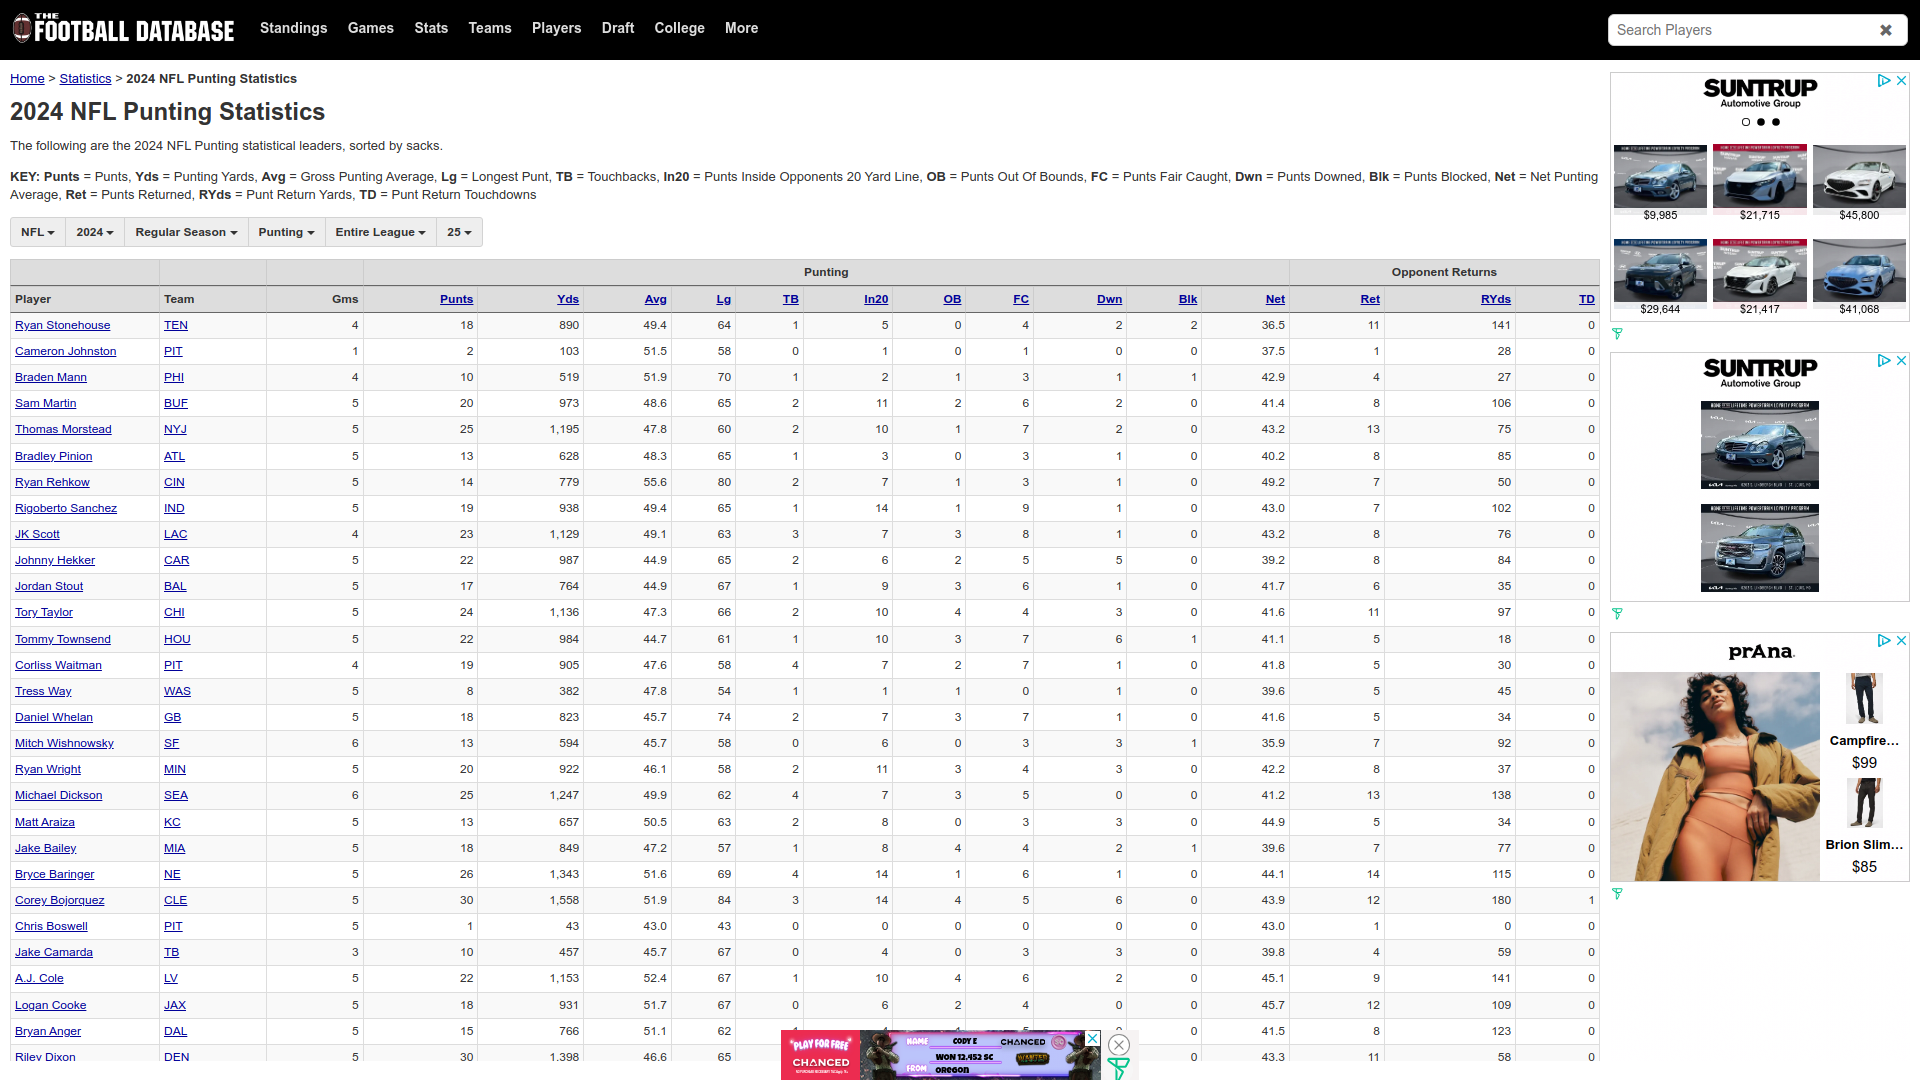 THE FOOTBALL DATABASE
Standings Games Stats Teams Players Draft College More
Search Players
Home > Statistics > 2024 NFL Punting Statistics
2024 NFL Punting Statistics
The following are the 2024 NFL Punting statistical leaders, sorted by sacks.
KEY: Punts = Punts, Yds = Punting Yards, Avg = Gross Punting Average, Lg = Longest Punt, TB = Touchbacks, In20 = Punts Inside Opponents 20 Yard Line, OB = Punts Out Of Bounds, FC = Punts Fair Caught, Dwn = Punts Downed, Blk = Punts Blocked, Net = Net Punting
Average, Ret = Punts Returned, RYds = Punt Return Yards, TD = Punt Return Touchdowns
NFL 2024 Regular Season Punting Entire League 25
Punting Opponent Returns
Player Team Gms Punts Yds Avg Lg TB In20 OB FC Dwn Blk Net Ret RYds TD
Ryan Stonehouse TEN 4 18 890 49.4 64 1 5 0 4 2 2 36.5 11 141 0
Cameron Johnston PIT 1 2 103 51.5 58 0 1 0 1 0 0 37.5 1 28 0
Braden Mann PHI 4 10 519 51.9 70 1 2 1 3 1 1 42.9 4 27 0
Sam Martin BUF 5 20 973 48.6 65 2 11 2 6 2 0 41.4 8 106 0
Thomas Morstead NYJ 5 25 1,195 47.8 60 2 10 1 7 2 0 43.2 13 75 0
Bradley Pinion ATL 5 13 628 48.3 65 1 3 0 3 1 0 40.2 8 85 0
Ryan Rehkow CIN 5 14 779 55.6 80 2 7 1 3 1 0 49.2 7 50 0
Rigoberto Sanchez IND 5 19 938 49.4 65 1 14 1 9 1 0 43.0 7 102 0
JK Scott LAC 4 23 1,129 49.1 63 3 7 3 8 1 0 43.2 8 76 0
Johnny Hekker CAR 5 22 987 44.9 65 2 6 2 5 5 0 39.2 8 84 0
Jordan Stout BAL 5 17 764 44.9 67 1 9 3 6 1 0 41.7 6 35 0
Tory Taylor CHI 5 24 1,136 47.3 66 2 10 4 4 3 0 41.6 11 97 0
Tommy Townsend HOU 5 22 984 44.7 61 1 10 3 7 6 1 41.1 5 18 0
Corliss Waitman PIT 4 19 905 47.6 58 4 7 2 7 1 0 41.8 5 30 0
Tress Way WAS 5 8 382 47.8 54 1 1 1 0 1 0 39.6 5 45 0
Daniel Whelan GB 5 18 823 45.7 74 2 7 3 7 1 0 41.6 5 34 0
Mitch Wishnowsky SF 6 13 594 45.7 58 0 6 0 3 3 1 35.9 7 92 0
Ryan Wright MIN 5 20 922 46.1 58 2 11 3 4 3 0 42.2 8 37 0
Michael Dickson SEA 6 25 1,247 49.9 62 4 7 3 5 0 0 41.2 13 138 0
Matt Araiza KC 5 13 657 50.5 63 2 8 0 3 3 0 44.9 5 34 0
Jake Bailey MIA 5 18 849 47.2 57 1 8 4 4 2 1 39.6 7 77 0
Bryce Baringer NE 5 26 1,343 51.6 69 4 14 1 6 1 0 44.1 14 115 0
Corey Bojorquez CLE 5 30 1,558 51.9 84 3 14 4 5 6 0 43.9 12 180 1
Chris Boswell PIT 5 1 43 43.0 43 0 0 0 0 0 0 43.0 1 0 0
Jake Camarda TB 3 10 457 45.7 67 0 4 0 3 3 0 39.8 4 59 0
A.J. Cole LV 5 22 1,153 52.4 67 1 10 4 6 2 0 45.1 9 141 0
Logan Cooke JAX 5 18 931 51.7 67 0 6 2 4 0 0 45.7 12 109 0
Bryan Anger DAL 5 15 766 51.1 62 0 41.5 8 123 0
Riley Dixon DEN 5 30 1,398 46.6 65 0 43.3 11 58 0
SUNTRUP
Automotive Group
$9,985 $21,715 $45,800
$29,644 $21,417 $41,068
SUNTRUP
Automotive Group
prAna
Campfire...
$99
Brion Slim...
$85
PLAY FOR FREE
CHANCED
NAME CODY E
WON 12,452 SC
FROM OREGON
CHANCED
WANTED